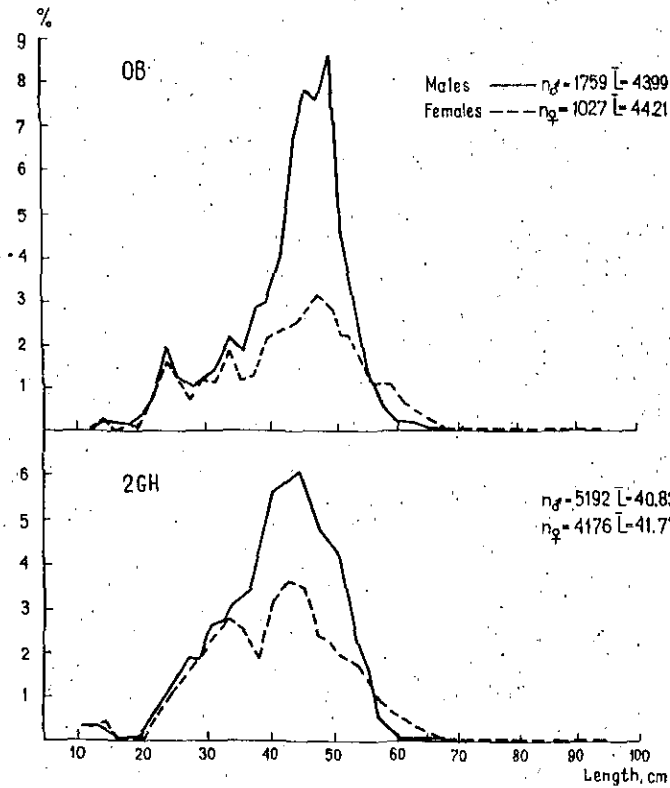 %
9
OB
Males n♂=1759 L̄=43.99
8
Females n♀=1027 L̄=44.21
7
6
5
4
3
2
1
6
2GH
n♂=5192 L̄=40.8
5
n♀=4176 L̄=41.7
4
3
2
1
10 20 30 40 50 60 70 80 90 100
Length, cm